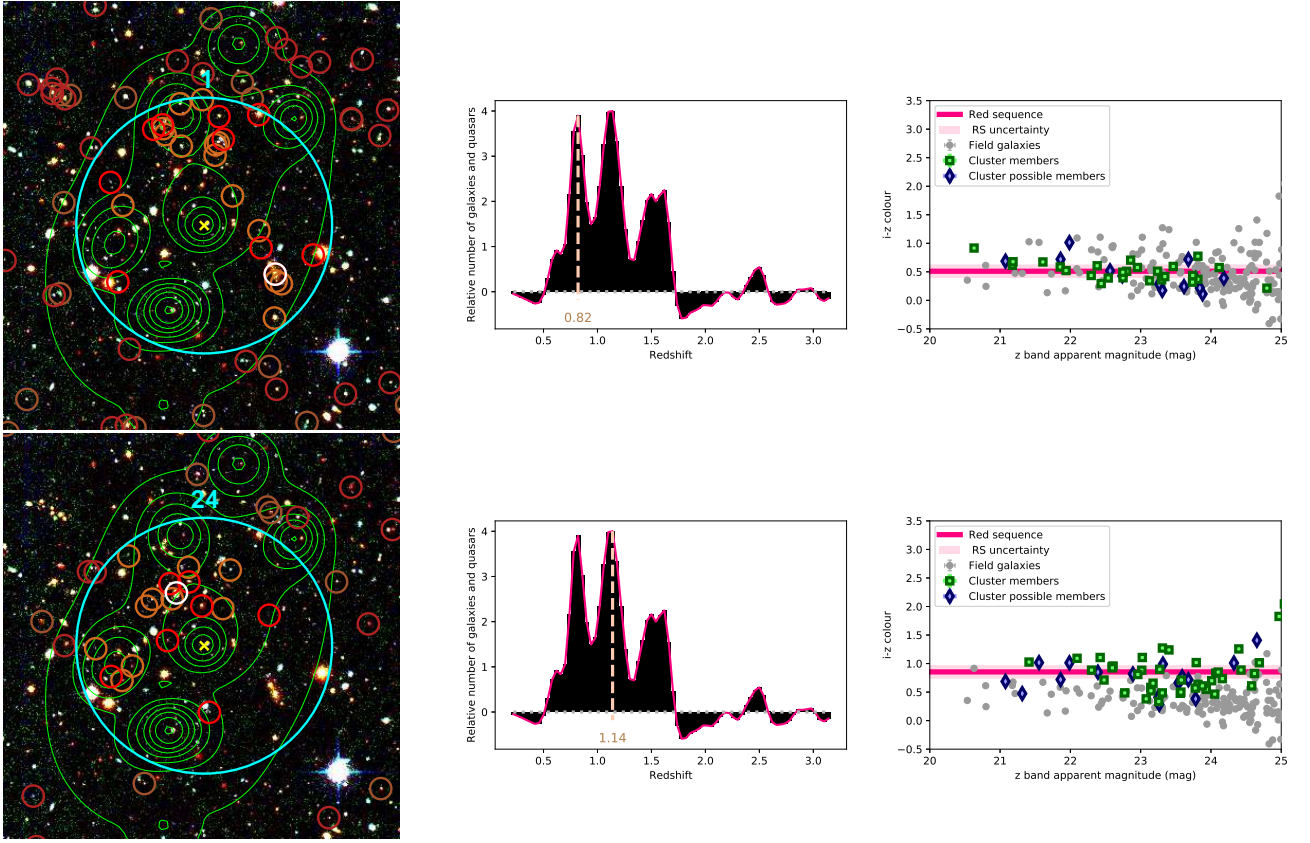 1
Relative number of galaxies and quasars
4
3
2
1
0
0.82
0.5 1.0 1.5 2.0 2.5 3.0
Redshift
i-z colour
3.5
3.0
2.5
2.0
1.5
1.0
0.5
0.0
−0.5
Red sequence
RS uncertainty
Field galaxies
Cluster members
Cluster possible members
20 21 22 23 24 25
z band apparent magnitude (mag)
24
Relative number of galaxies and quasars
4
3
2
1
0
1.14
0.5 1.0 1.5 2.0 2.5 3.0
Redshift
i-z colour
3.5
3.0
2.5
2.0
1.5
1.0
0.5
0.0
−0.5
Red sequence
RS uncertainty
Field galaxies
Cluster members
Cluster possible members
20 21 22 23 24 25
z band apparent magnitude (mag)